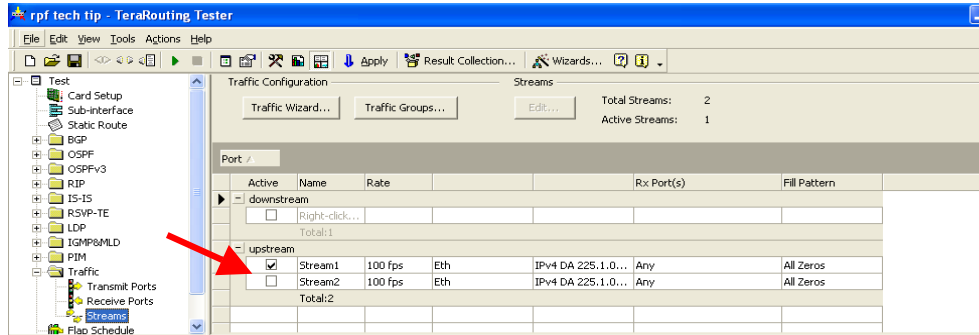 rpf tech tip - TeraRouting Tester
File Edit View Tools Actions Help
Apply Result Collection... Wizards...
Test
Card Setup
Sub-interface
Static Route
BGP
OSPF
OSPFv3
RIP
IS-IS
RSVP-TE
LDP
IGMP&MLD
PIM
Traffic
Transmit Ports
Receive Ports
Streams
Flap Schedule
Traffic Configuration
Traffic Wizard... Traffic Groups...
Streams
Edit... Total Streams: 2
Active Streams: 1
Port
Active Name Rate Rx Port(s) Fill Pattern
downstream
Right-click...
Total:1
upstream
Stream1 100 fps Eth IPv4 DA 225.1.0... Any All Zeros
Stream2 100 fps Eth IPv4 DA 225.1.0... Any All Zeros
Total:2